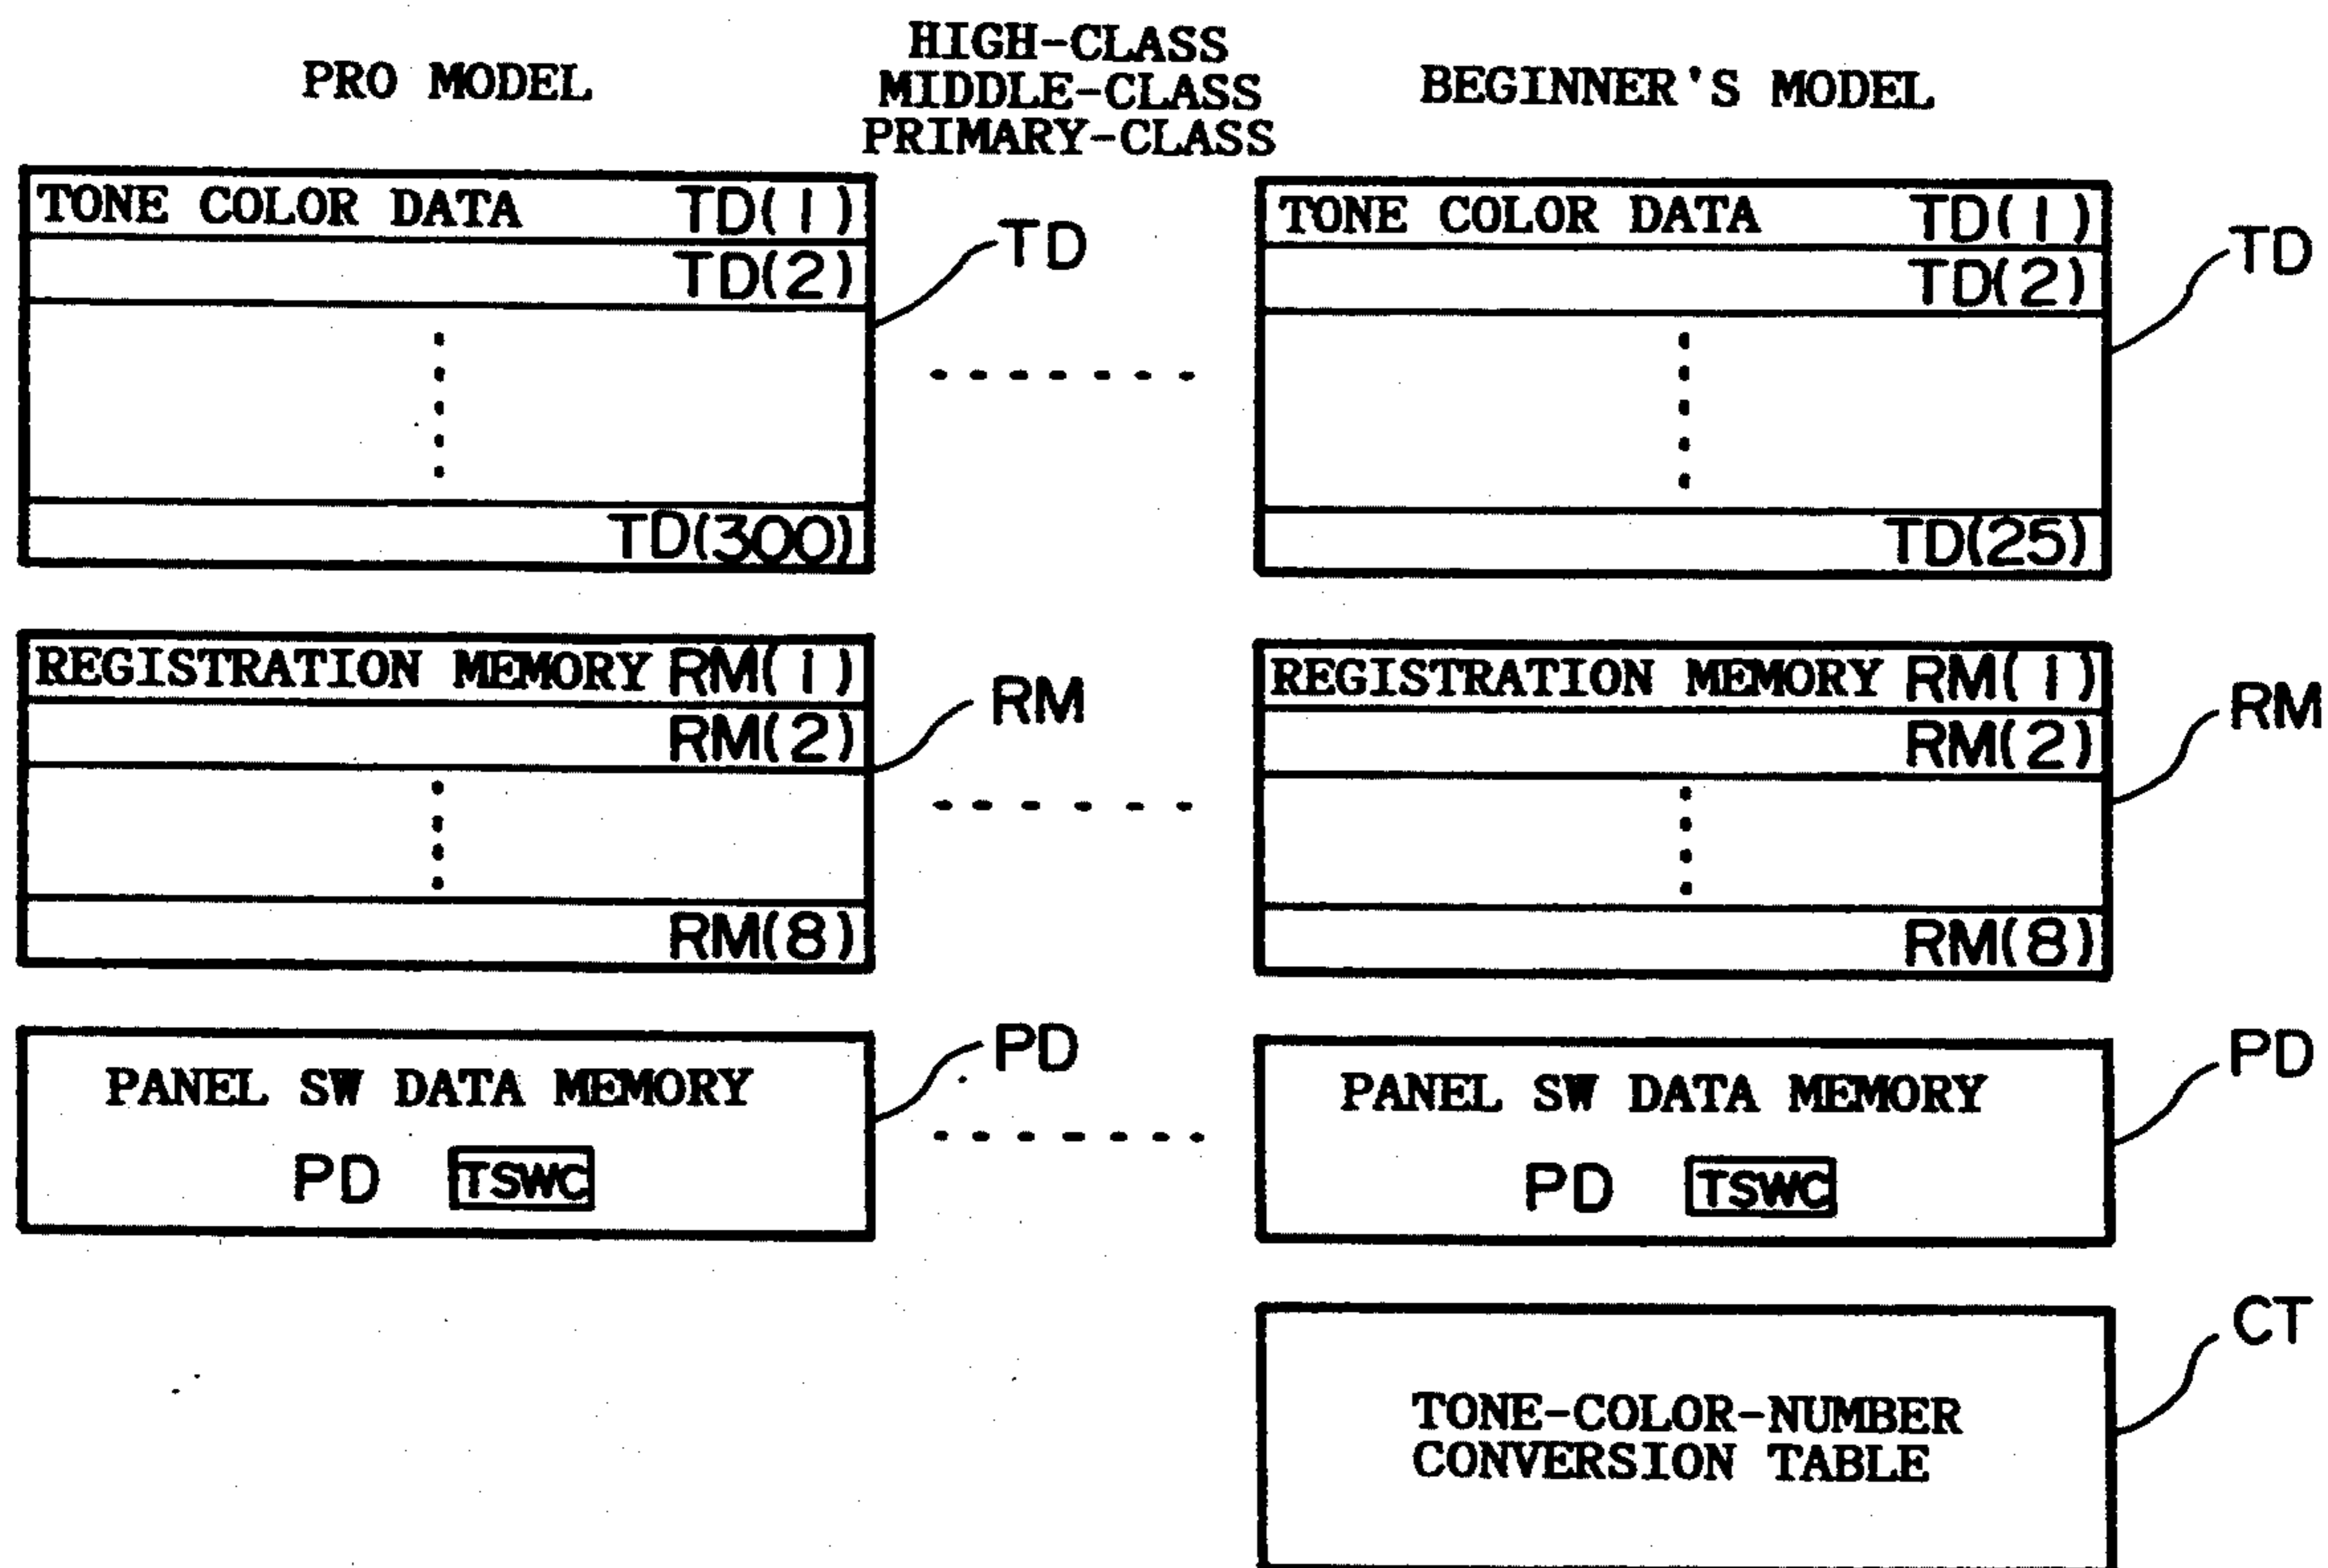 PRO MODEL
HIGH-CLASS
MIDDLE-CLASS
PRIMARY-CLASS
BEGINNER'S MODEL
TONE COLOR DATA TD(1)
TD(2)
TD(300)
TD
TONE COLOR DATA TD(1)
TD(2)
TD(25)
TD
REGISTRATION MEMORY RM(1)
RM(2)
RM(8)
RM
REGISTRATION MEMORY RM(1)
RM(2)
RM(8)
RM
PANEL SW DATA MEMORY
PD TSWC
PD
PANEL SW DATA MEMORY
PD TSWC
PD
TONE-COLOR-NUMBER
CONVERSION TABLE
CT